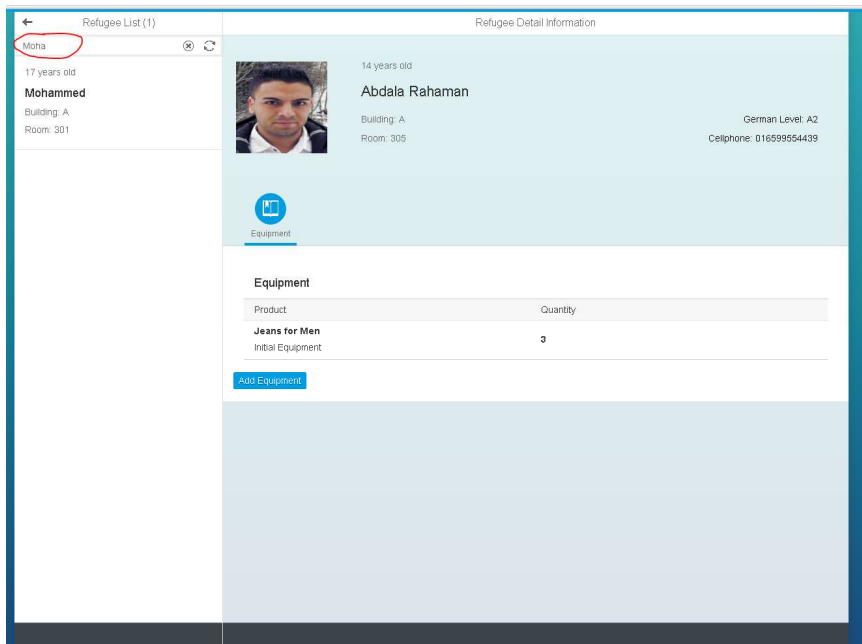 Refugee List (1)
Refugee Detail Information
Moha
17 years old
Mohammed
Building: A
Room: 301
14 years old
Abdala Rahaman
Building: A
German Level: A2
Room: 305
Cellphone: 016599554439
Equipment
Equipment
Product
Quantity
Jeans for Men
Initial Equipment
3
Add Equipment